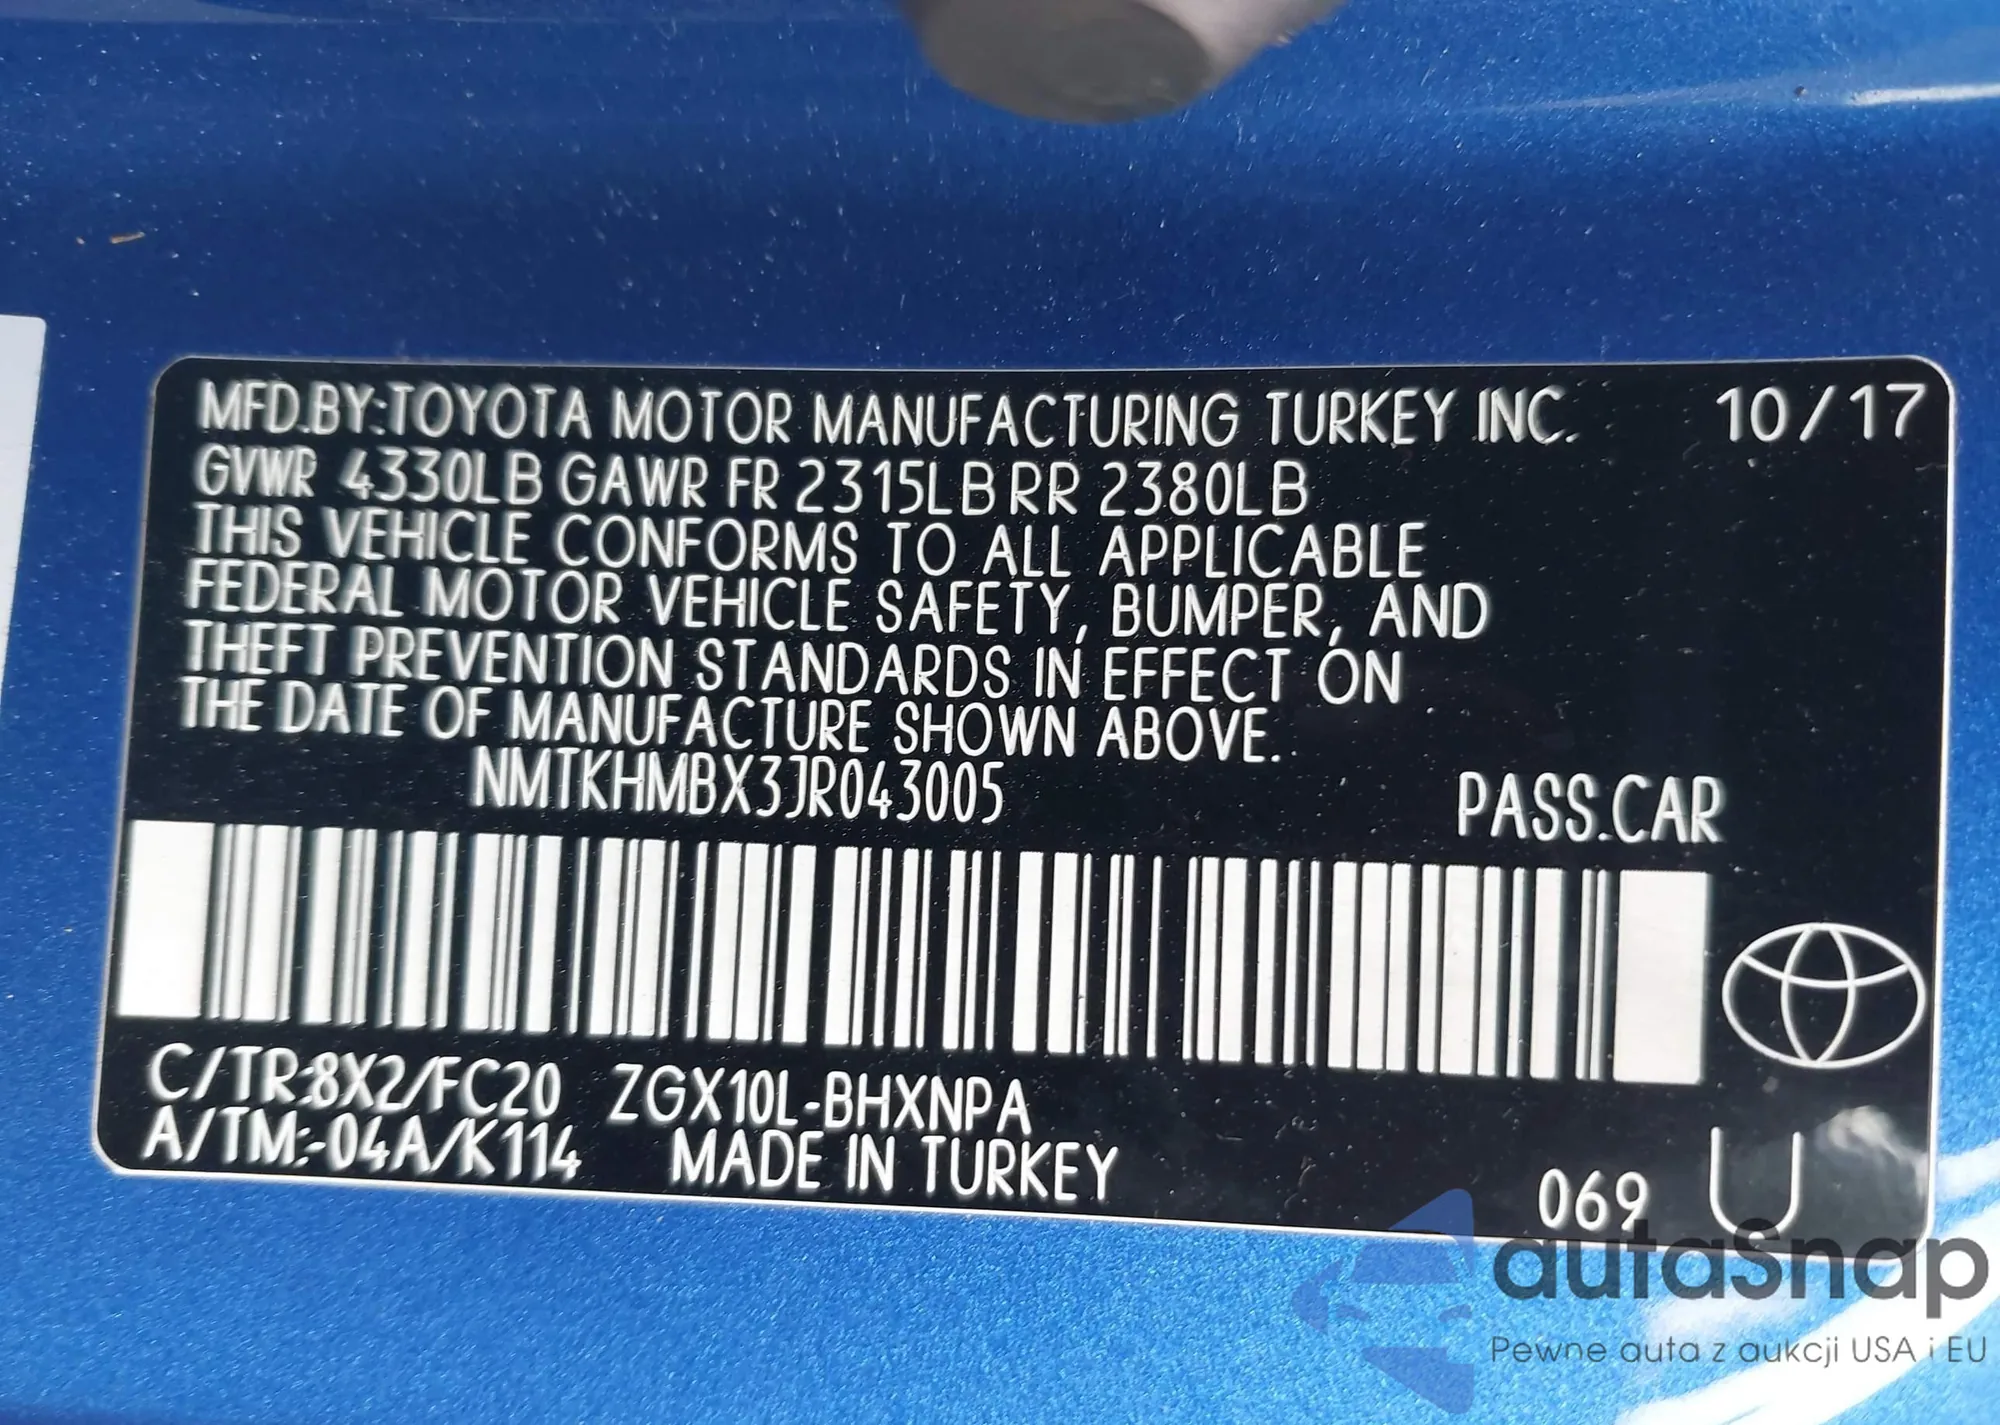 MFD.BY:TOYOTA MOTOR MANUFACTURING TURKEY INC. 10/17
GVWR 4330LB GAWR FR 2315LB RR 2380LB
THIS VEHICLE CONFORMS TO ALL APPLICABLE
FEDERAL MOTOR VEHICLE SAFETY, BUMPER, AND
THEFT PREVENTION STANDARDS IN EFFECT ON
THE DATE OF MANUFACTURE SHOWN ABOVE.
NMTKHMBX3JR043005 PASS.CAR
C/TR:8X2/FC20 ZGX10L-BHXNPA
A/TM:-04A/K114 MADE IN TURKEY
069 U
autaSnap
Pewne auta z aukcji USA i EU